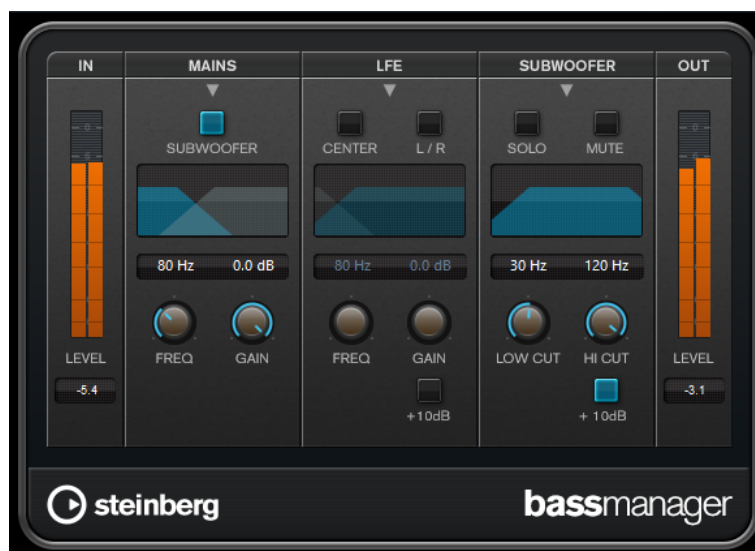 IN MAINS LFE SUBWOOFER OUT
SUBWOOFER CENTER L / R SOLO MUTE
80 Hz 0.0 dB 80 Hz 0.0 dB 30 Hz 120 Hz
LEVEL FREQ GAIN FREQ GAIN LOW CUT HI CUT LEVEL
-5.4 -3.1
+10dB + 10dB
steinberg bassmanager